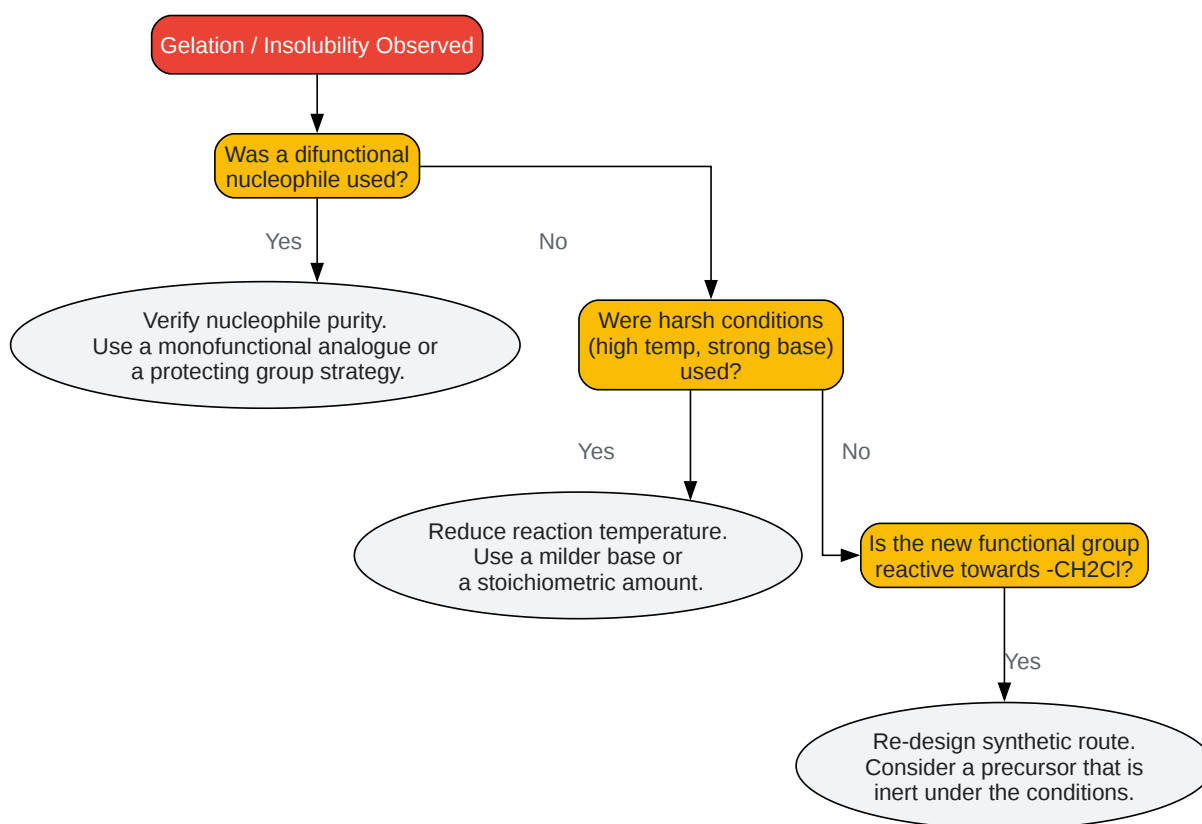 Gelation / Insolubility Observed
Was a difunctional
nucleophile used?
Yes
No
Verify nucleophile purity.
Use a monofunctional analogue or
a protecting group strategy.
Were harsh conditions
(high temp, strong base)
used?
Yes
No
Reduce reaction temperature.
Use a milder base or
a stoichiometric amount.
Is the new functional group
reactive towards -CH2Cl?
Yes
Re-design synthetic route.
Consider a precursor that is
inert under the conditions.